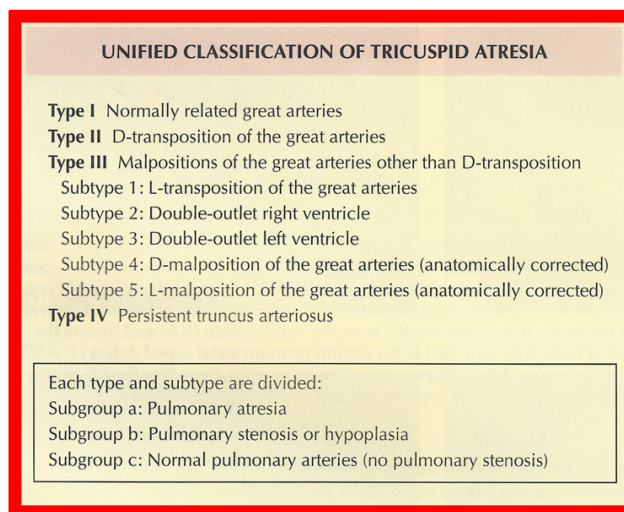 UNIFIED CLASSIFICATION OF TRICUSPID ATRESIA
Type I Normally related great arteries
Type II D-transposition of the great arteries
Type III Malpositions of the great arteries other than D-transposition
Subtype 1: L-transposition of the great arteries
Subtype 2: Double-outlet right ventricle
Subtype 3: Double-outlet left ventricle
Subtype 4: D-malposition of the great arteries (anatomically corrected)
Subtype 5: L-malposition of the great arteries (anatomically corrected)
Type IV Persistent truncus arteriosus
Each type and subtype are divided:
Subgroup a: Pulmonary atresia
Subgroup b: Pulmonary stenosis or hypoplasia
Subgroup c: Normal pulmonary arteries (no pulmonary stenosis)